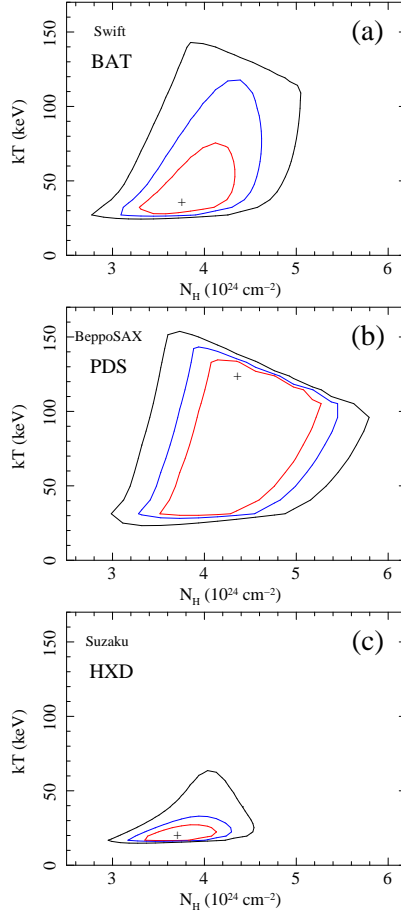 Swift
(a)
BAT
150
100
50
0
kT (keV)
3 4 5 6
N_H (10^24 cm^−2)
BeppoSAX
(b)
PDS
150
100
50
0
kT (keV)
3 4 5 6
N_H (10^24 cm^−2)
Suzaku
(c)
HXD
150
100
50
0
kT (keV)
3 4 5 6
N_H (10^24 cm^−2)